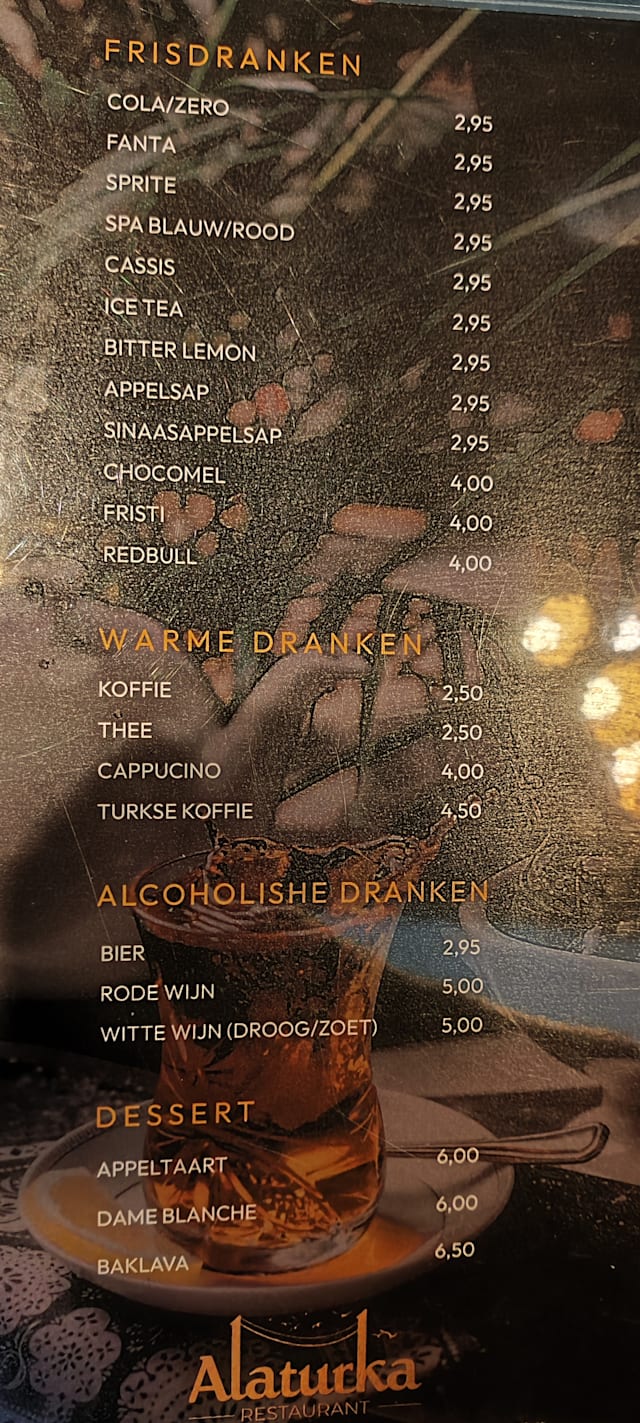 FRISDRANKEN
COLA/ZERO 2,95
FANTA 2,95
SPRITE 2,95
SPA BLAUW/ROOD 2,95
CASSIS 2,95
ICE TEA 2,95
BITTER LEMON 2,95
APPELSAP 2,95
SINAASAPPELSAP 2,95
CHOCOMEL 4,00
FRISTI 4,00
REDBULL 4,00
WARME DRANKEN
KOFFIE 2,50
THEE 2,50
CAPPUCINO 4,00
TURKSE KOFFIE 4,50
ALCOHOLISHE DRANKEN
BIER 2,95
RODE WIJN 5,00
WITTE WIJN (DROOG/ZOET) 5,00
DESSERT
APPELTAART 6,00
DAME BLANCHE 6,00
BAKLAVA 6,50
Alaturka
RESTAURANT